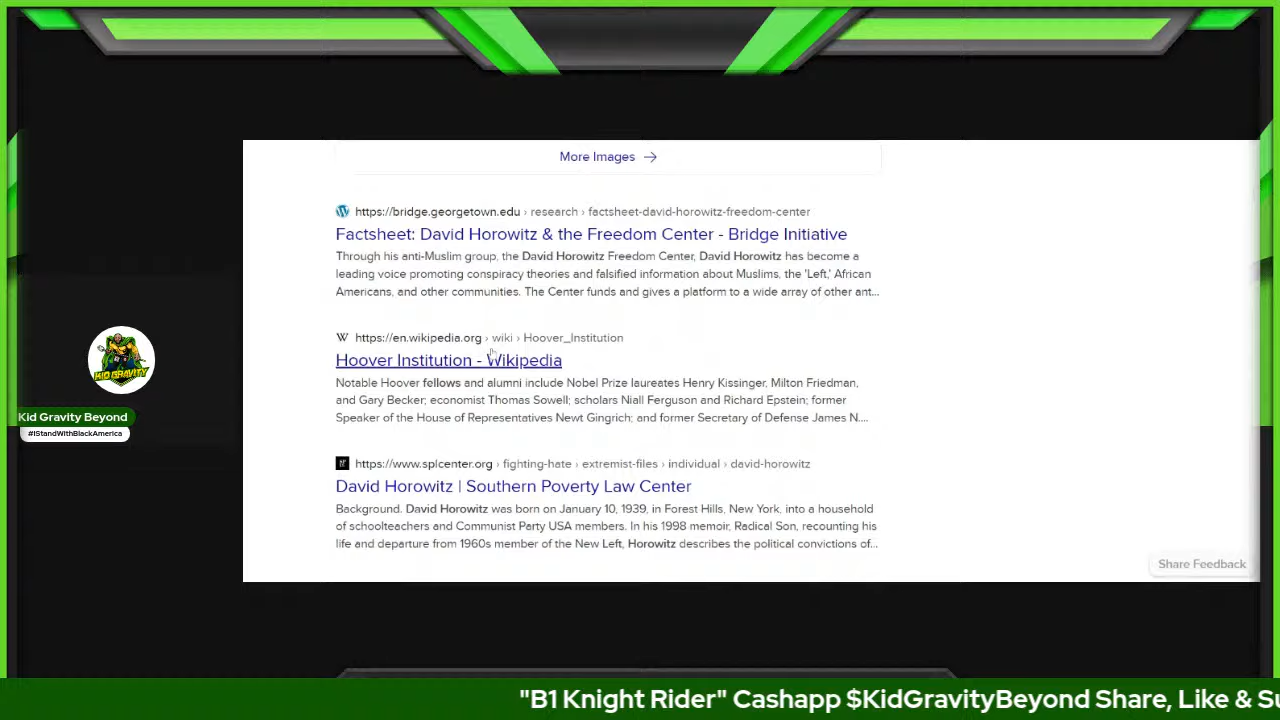 More Images →
https://bridge.georgetown.edu › research › factsheet-david-horowitz-freedom-center
Factsheet: David Horowitz & the Freedom Center - Bridge Initiative
Through his anti-Muslim group, the David Horowitz Freedom Center, David Horowitz has become a
leading voice promoting conspiracy theories and falsified information about Muslims, the 'Left,' African
Americans, and other communities. The Center funds and gives a platform to a wide array of other ant...
W https://en.wikipedia.org › wiki › Hoover_Institution
Hoover Institution - Wikipedia
Notable Hoover fellows and alumni include Nobel Prize laureates Henry Kissinger, Milton Friedman,
and Gary Becker; economist Thomas Sowell; scholars Niall Ferguson and Richard Epstein; former
Speaker of the House of Representatives Newt Gingrich; and former Secretary of Defense James N....
https://www.splcenter.org › fighting-hate › extremist-files › individual › david-horowitz
David Horowitz | Southern Poverty Law Center
Background. David Horowitz was born on January 10, 1939, in Forest Hills, New York, into a household
of schoolteachers and Communist Party USA members. In his 1998 memoir, Radical Son, recounting his
life and departure from 1960s member of the New Left, Horowitz describes the political convictions of...
Share Feedback
KID GRAVITY
Kid Gravity Beyond
#IStandWithBlackAmerica
"B1 Knight Rider" Cashapp $KidGravityBeyond Share, Like & Su